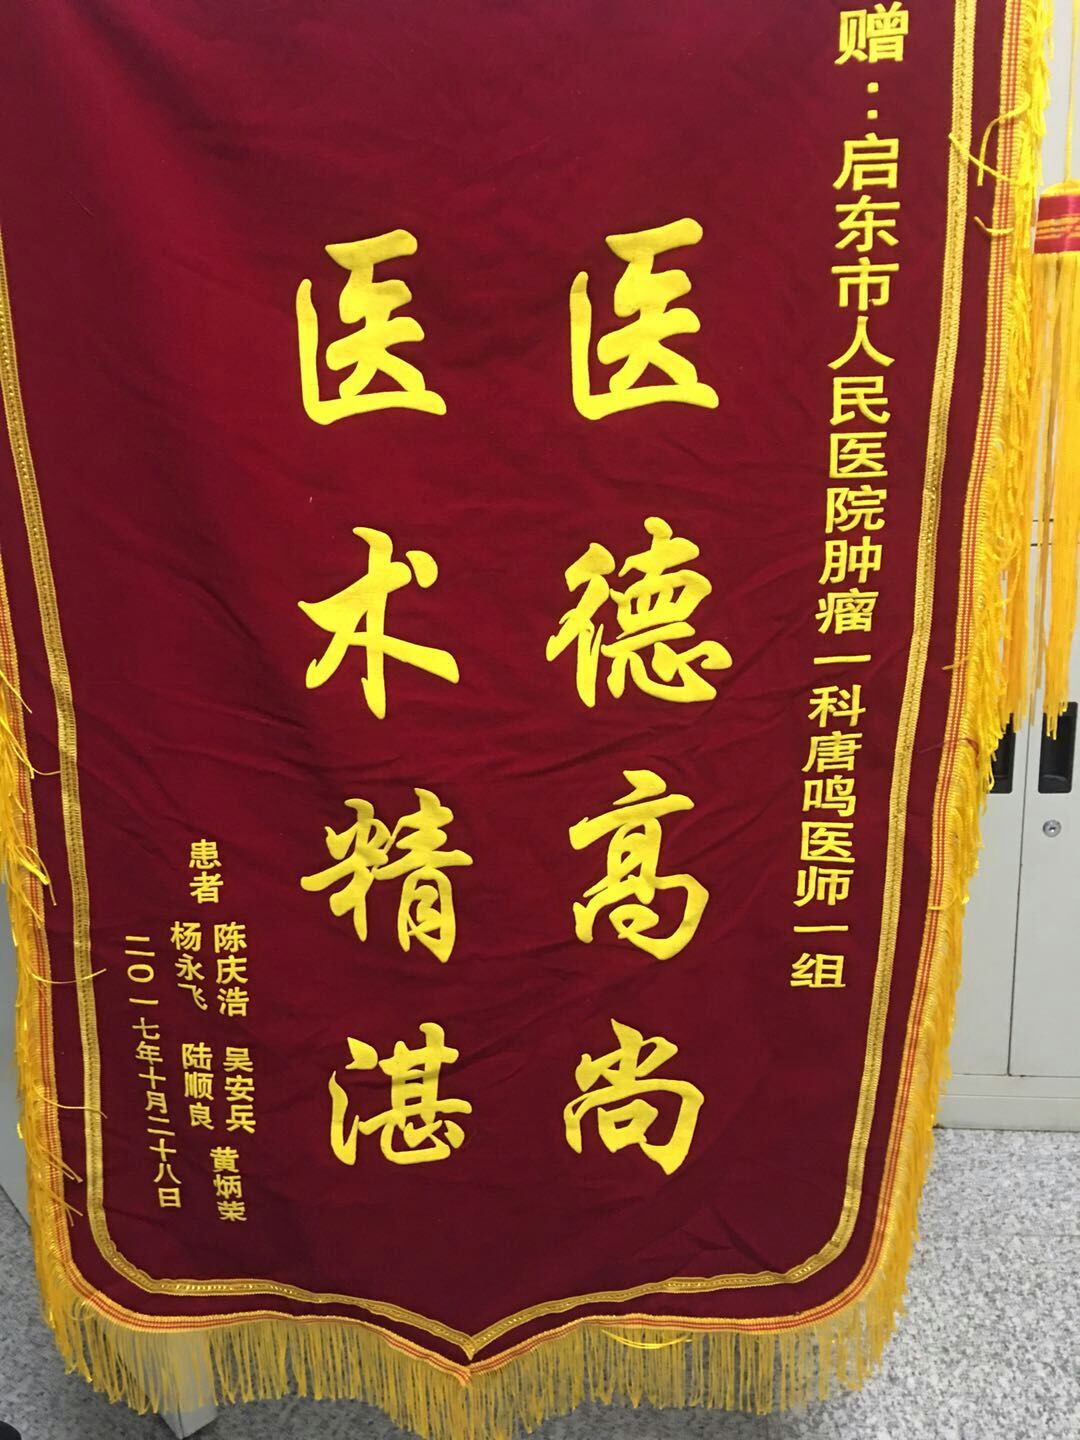 赠：启东市人民医院肿瘤一科唐鸣医师一组
医德高尚
医术精湛
患者 陈庆浩 吴安兵 黄炳荣
杨永飞 陆顺良
二〇一七年十月二十八日